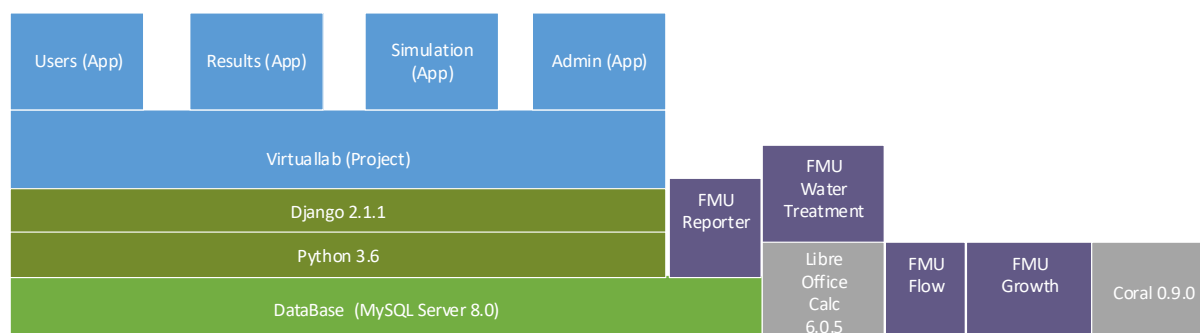 Users (App)
Results (App)
Simulation
(App)
Admin (App)
Virtuallab (Project)
Django 2.1.1
Python 3.6
DataBase (MySQL Server 8.0)
FMU
Reporter
FMU
Water
Treatment
Libre
Office
Calc
6.0.5
FMU
Flow
FMU
Growth
Coral 0.9.0